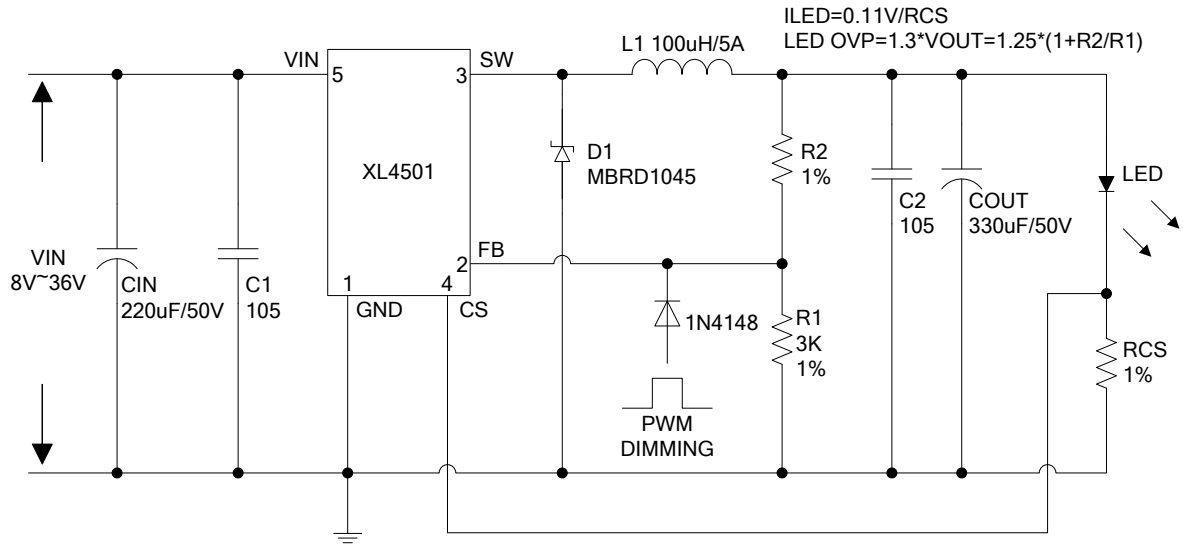 ILED=0.11V/RCS
LED OVP=1.3*VOUT=1.25*(1+R2/R1)
L1 100uH/5A
VIN
5
3
SW
XL4501
D1
MBRD1045
R2
1%
C2
105
COUT
330uF/50V
LED
VIN
8V~36V
CIN
220uF/50V
C1
105
2
FB
1
4
GND
CS
1N4148
R1
3K
1%
RCS
1%
PWM
DIMMING